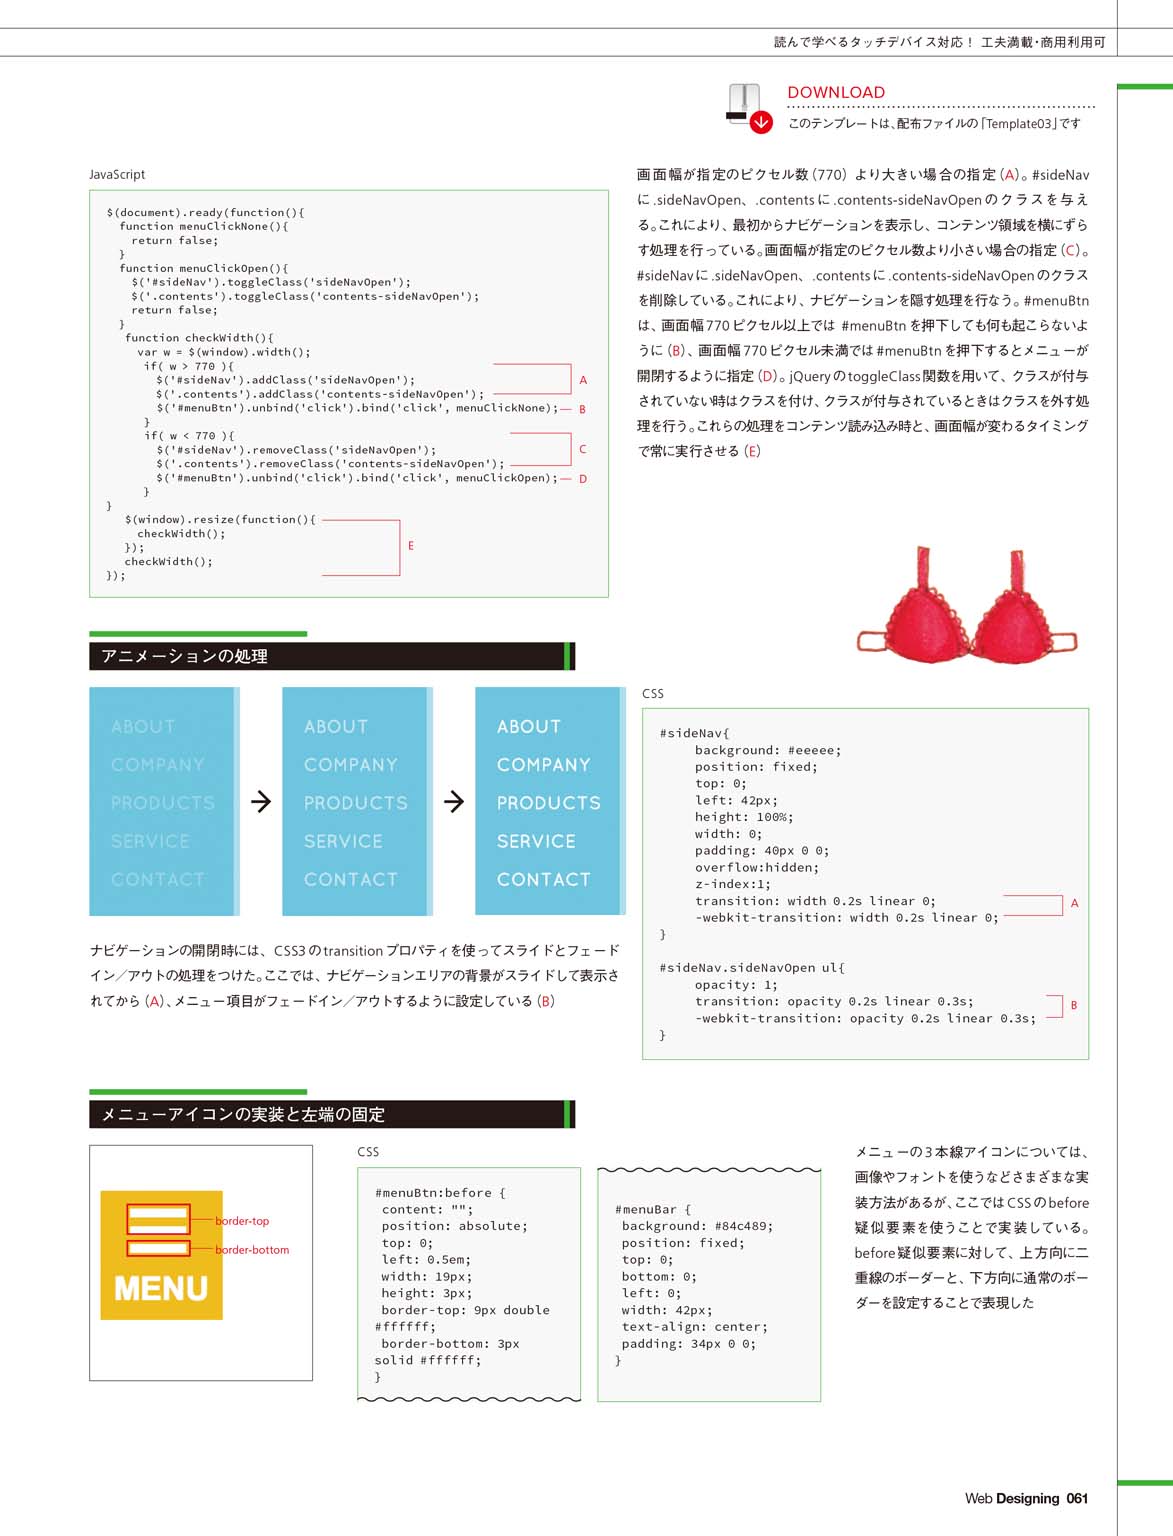 読んで学べるタッチデバイス対応！ 工夫満載・商用利用可
DOWNLOAD
このテンプレートは、配布ファイルの「Template03」です
JavaScript
$(document).ready(function(){
function menuClickNone(){
return false;
}
function menuClickOpen(){
$('#sideNav').toggleClass('sideNavOpen');
$('.contents').toggleClass('contents-sideNavOpen');
return false;
}
function checkWidth(){
var w = $(window).width();
if( w > 770 ){
$('#sideNav').addClass('sideNavOpen');
A
$('.contents').addClass('contents-sideNavOpen');
$('#menuBtn').unbind('click').bind('click', menuClickNone);
B
}
if( w < 770 ){
$('#sideNav').removeClass('sideNavOpen');
C
$('.contents').removeClass('contents-sideNavOpen');
$('#menuBtn').unbind('click').bind('click', menuClickOpen);
D
}
}
$(window).resize(function(){
checkWidth();
E
});
checkWidth();
});
画面幅が指定のピクセル数（770）より大きい場合の指定（A）。#sideNav
に.sideNavOpen、.contentsに.contents-sideNavOpenのクラスを与え
る。これにより、最初からナビゲーションを表示し、コンテンツ領域を横にずら
す処理を行っている。画面幅が指定のピクセル数より小さい場合の指定（C）。
#sideNavに.sideNavOpen、.contentsに.contents-sideNavOpenのクラス
を削除している。これにより、ナビゲーションを隠す処理を行なう。#menuBtn
は、画面幅770ピクセル以上では #menuBtnを押下しても何も起こらないよ
うに（B）、画面幅770ピクセル未満では#menuBtnを押下するとメニューが
開閉するように指定（D）。jQueryのtoggleClass関数を用いて、クラスが付与
されていない時はクラスを付け、クラスが付与されているときはクラスを外す処
理を行う。これらの処理をコンテンツ読み込み時と、画面幅が変わるタイミング
で常に実行させる（E）
アニメーションの処理
ABOUT
COMPANY
PRODUCTS
SERVICE
CONTACT
ABOUT
COMPANY
PRODUCTS
SERVICE
CONTACT
ABOUT
COMPANY
PRODUCTS
SERVICE
CONTACT
ナビゲーションの開閉時には、CSS3のtransitionプロパティを使ってスライドとフェード
イン／アウトの処理をつけた。ここでは、ナビゲーションエリアの背景がスライドして表示さ
れてから（A）、メニュー項目がフェードイン／アウトするように設定している（B）
CSS
#sideNav{
background: #eeeee;
position: fixed;
top: 0;
left: 42px;
height: 100%;
width: 0;
padding: 40px 0 0;
overflow:hidden;
z-index:1;
transition: width 0.2s linear 0;
A
-webkit-transition: width 0.2s linear 0;
}
#sideNav.sideNavOpen ul{
opacity: 1;
transition: opacity 0.2s linear 0.3s;
B
-webkit-transition: opacity 0.2s linear 0.3s;
}
メニューアイコンの実装と左端の固定
border-top
border-bottom
MENU
CSS
#menuBtn:before {
content: "";
position: absolute;
top: 0;
left: 0.5em;
width: 19px;
height: 3px;
border-top: 9px double
#ffffff;
border-bottom: 3px
solid #ffffff;
}
#menuBar {
background: #84c489;
position: fixed;
top: 0;
bottom: 0;
left: 0;
width: 42px;
text-align: center;
padding: 34px 0 0;
}
メニューの3本線アイコンについては、
画像やフォントを使うなどさまざまな実
装方法があるが、ここではCSSのbefore
疑似要素を使うことで実装している。
before疑似要素に対して、上方向に二
重線のボーダーと、下方向に通常のボー
ダーを設定することで表現した
Web Designing 061